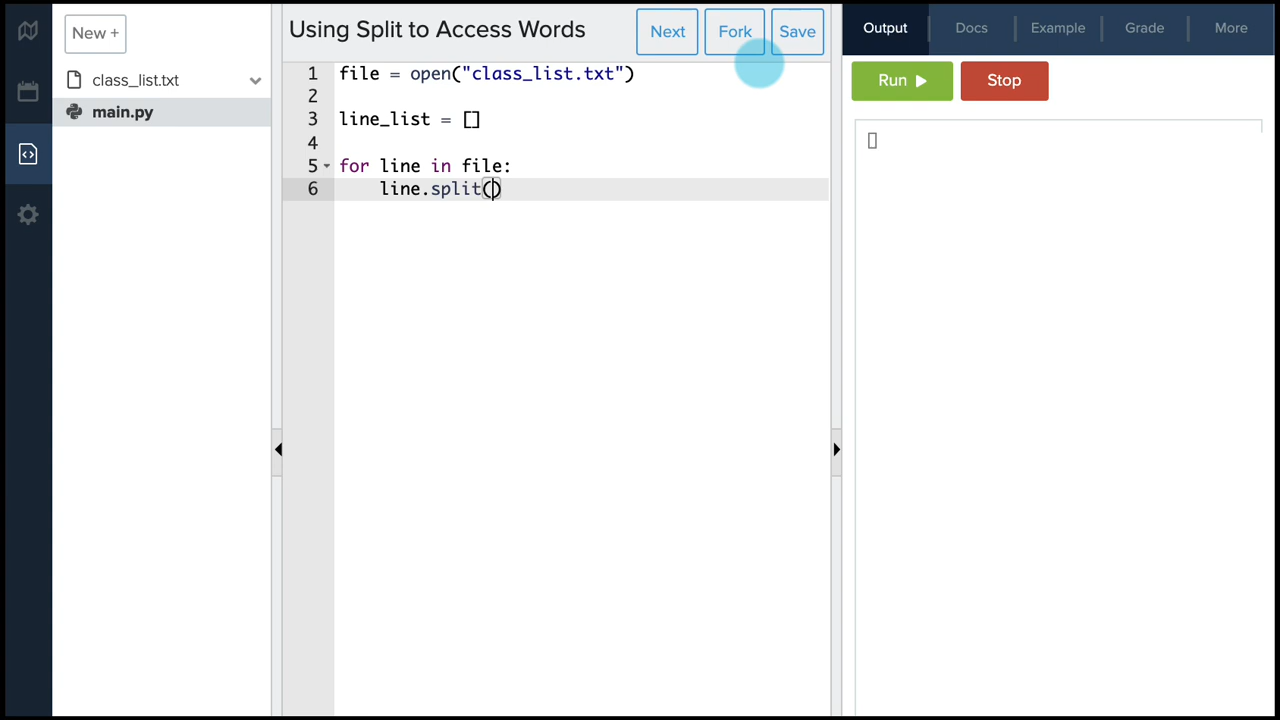 New +
class_list.txt
main.py
Using Split to Access Words
Next
Fork
Save
1 file = open("class_list.txt")
2
3 line_list = []
4
5 for line in file:
6     line.split()
Output
Docs
Example
Grade
More
Run
Stop